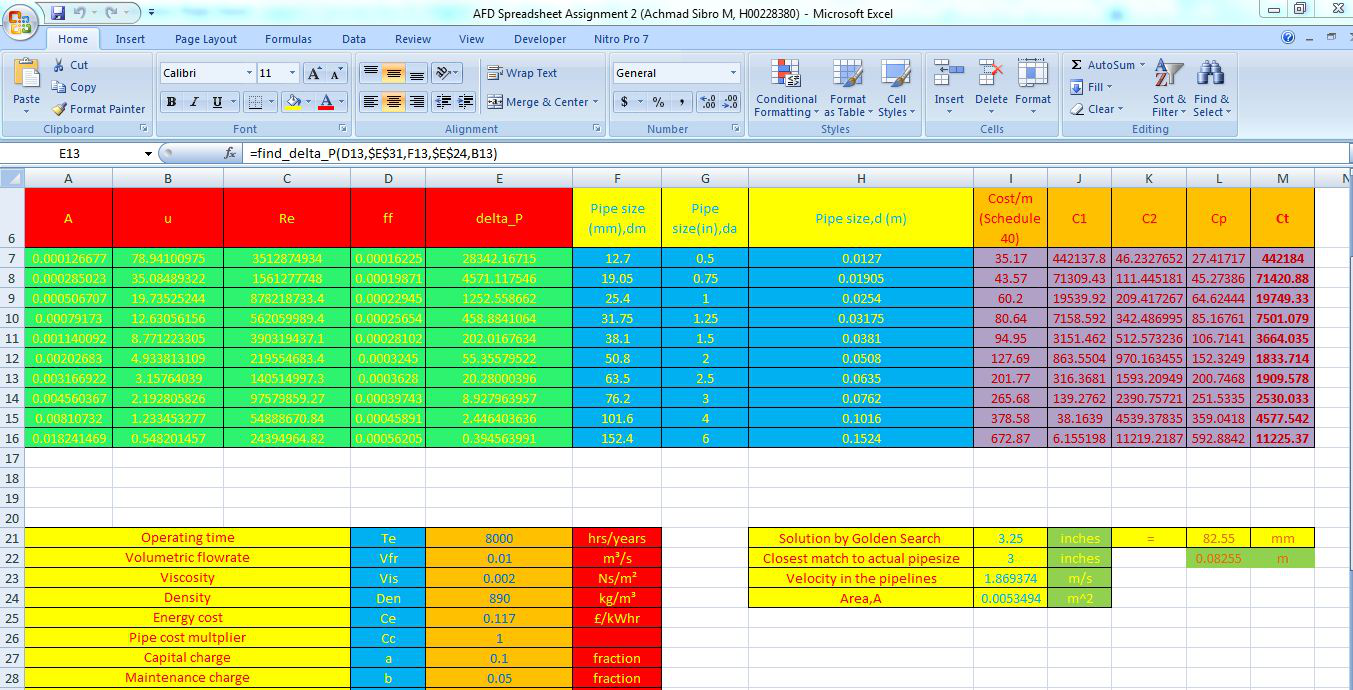 AFD Spreadsheet Assignment 2 (Achmad Sibro M, H00228380) - Microsoft Excel
Home Insert Page Layout Formulas Data Review View Developer Nitro Pro 7
Paste Cut Copy Format Painter
Calibri 11 A A
B I U A
Wrap Text
Merge & Center
General
$ % ,
Conditional Formatting Format as Table Cell Styles
Insert Delete Format
Σ AutoSum Fill Clear
Sort & Filter Find & Select
Clipboard Font Alignment Number Styles Cells Editing
E13 fx =find_delta_P(D13,$E$31,F13,$E$24,B13)
A B C D E F G H I J K L M N
6 A u Re ff delta_P Pipe size (mm),dm Pipe size(in),da Pipe size,d (m) Cost/m (Schedule 40) C1 C2 Cp Ct
7 0.000126677 78.94100975 3512874934 0.00016225 28342.16715 12.7 0.5 0.0127 35.17 442137.8 46.2327652 27.41717 442184
8 0.000285023 35.08489322 1561277748 0.00019871 4571.117546 19.05 0.75 0.01905 43.57 71309.43 111.445181 45.27386 71420.88
9 0.000506707 19.73525244 878218733.4 0.00022945 1252.558662 25.4 1 0.0254 60.2 19539.92 209.417267 64.62444 19749.33
10 0.00079173 12.63056156 562059989.4 0.00025654 458.8841064 31.75 1.25 0.03175 80.64 7158.592 342.486995 85.16761 7501.079
11 0.001140092 8.771223305 390319437.1 0.00028102 202.0167634 38.1 1.5 0.0381 94.95 3151.462 512.573236 106.7141 3664.035
12 0.00202683 4.933813109 219554683.4 0.0003245 55.35579522 50.8 2 0.0508 127.69 863.5504 970.163455 152.3249 1833.714
13 0.003166922 3.15764039 140514997.3 0.0003628 20.28000396 63.5 2.5 0.0635 201.77 316.3681 1593.20949 200.7468 1909.578
14 0.004560367 2.192805826 97579859.27 0.00039743 8.927963957 76.2 3 0.0762 265.68 139.2762 2390.75721 251.5335 2530.033
15 0.00810732 1.233453277 54888670.84 0.00045891 2.446403636 101.6 4 0.1016 378.58 38.1639 4539.37835 359.0418 4577.542
16 0.018241469 0.548201457 24394964.82 0.00056205 0.394563991 152.4 6 0.1524 672.87 6.155198 11219.2187 592.8842 11225.37
17
18
19
20
21 Operating time Te 8000 hrs/years Solution by Golden Search 3.25 inches = 82.55 mm
22 Volumetric flowrate Vfr 0.01 m³/s Closest match to actual pipesize 3 inches 0.08255 m
23 Viscosity Vis 0.002 Ns/m² Velocity in the pipelines 1.869374 m/s
24 Density Den 890 kg/m³ Area,A 0.0053494 m^2
25 Energy cost Ce 0.117 £/kWhr
26 Pipe cost multplier Cc 1
27 Capital charge a 0.1 fraction
28 Maintenance charge b 0.05 fraction